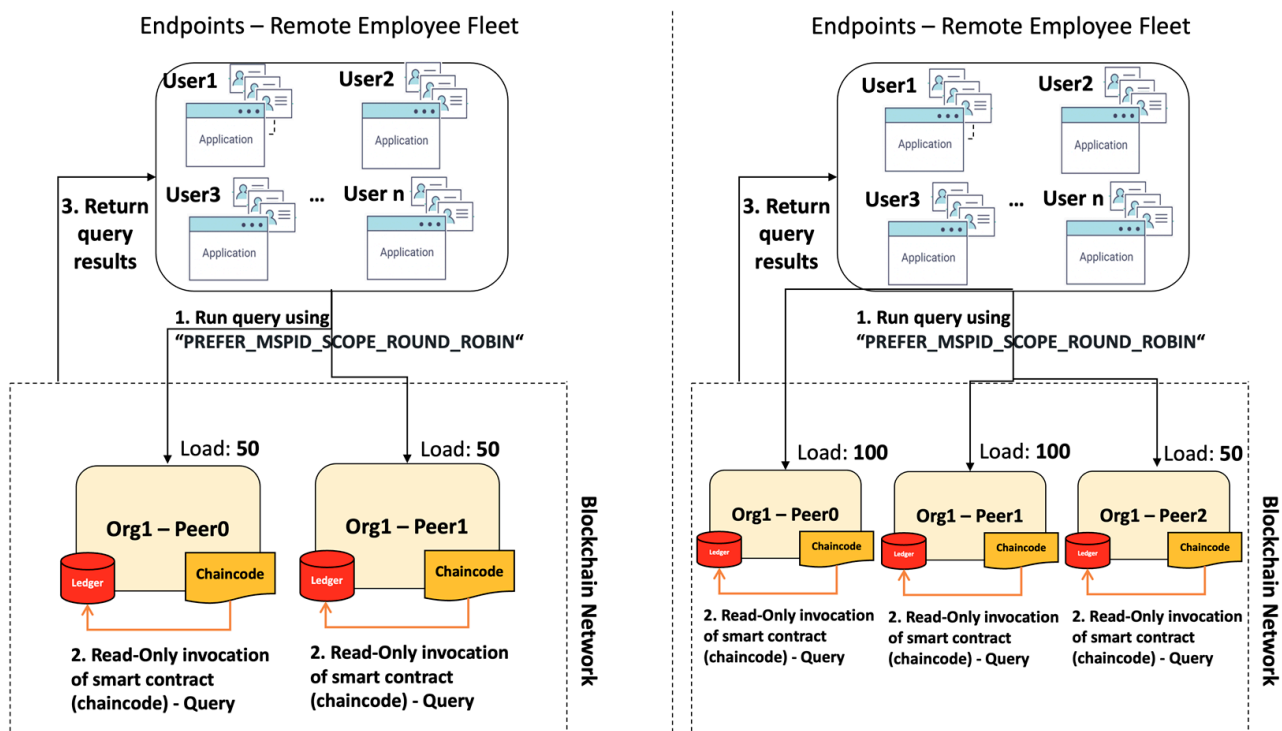 Endpoints – Remote Employee Fleet
User1
Application
User2
Application
User3
Application
...
User n
Application
3. Return
query
results
1. Run query using
“PREFER_MSPID_SCOPE_ROUND_ROBIN“
Load: 50
Load: 50
Org1 – Peer0
Ledger
Chaincode
Org1 – Peer1
Ledger
Chaincode
2. Read-Only invocation
of smart contract
(chaincode) - Query
2. Read-Only invocation
of smart contract
(chaincode) - Query
Blockchain Network
Endpoints – Remote Employee Fleet
User1
Application
User2
Application
User3
Application
...
User n
Application
3. Return
query
results
1. Run query using
“PREFER_MSPID_SCOPE_ROUND_ROBIN“
Load: 100
Load: 100
Load: 50
Org1 – Peer0
Ledger
Chaincode
Org1 – Peer1
Ledger
Chaincode
Org1 – Peer2
Ledger
Chaincode
2. Read-Only invocation
of smart contract
(chaincode) - Query
2. Read-Only invocation
of smart contract
(chaincode) - Query
2. Read-Only invocation
of smart contract
(chaincode) - Query
Blockchain Network